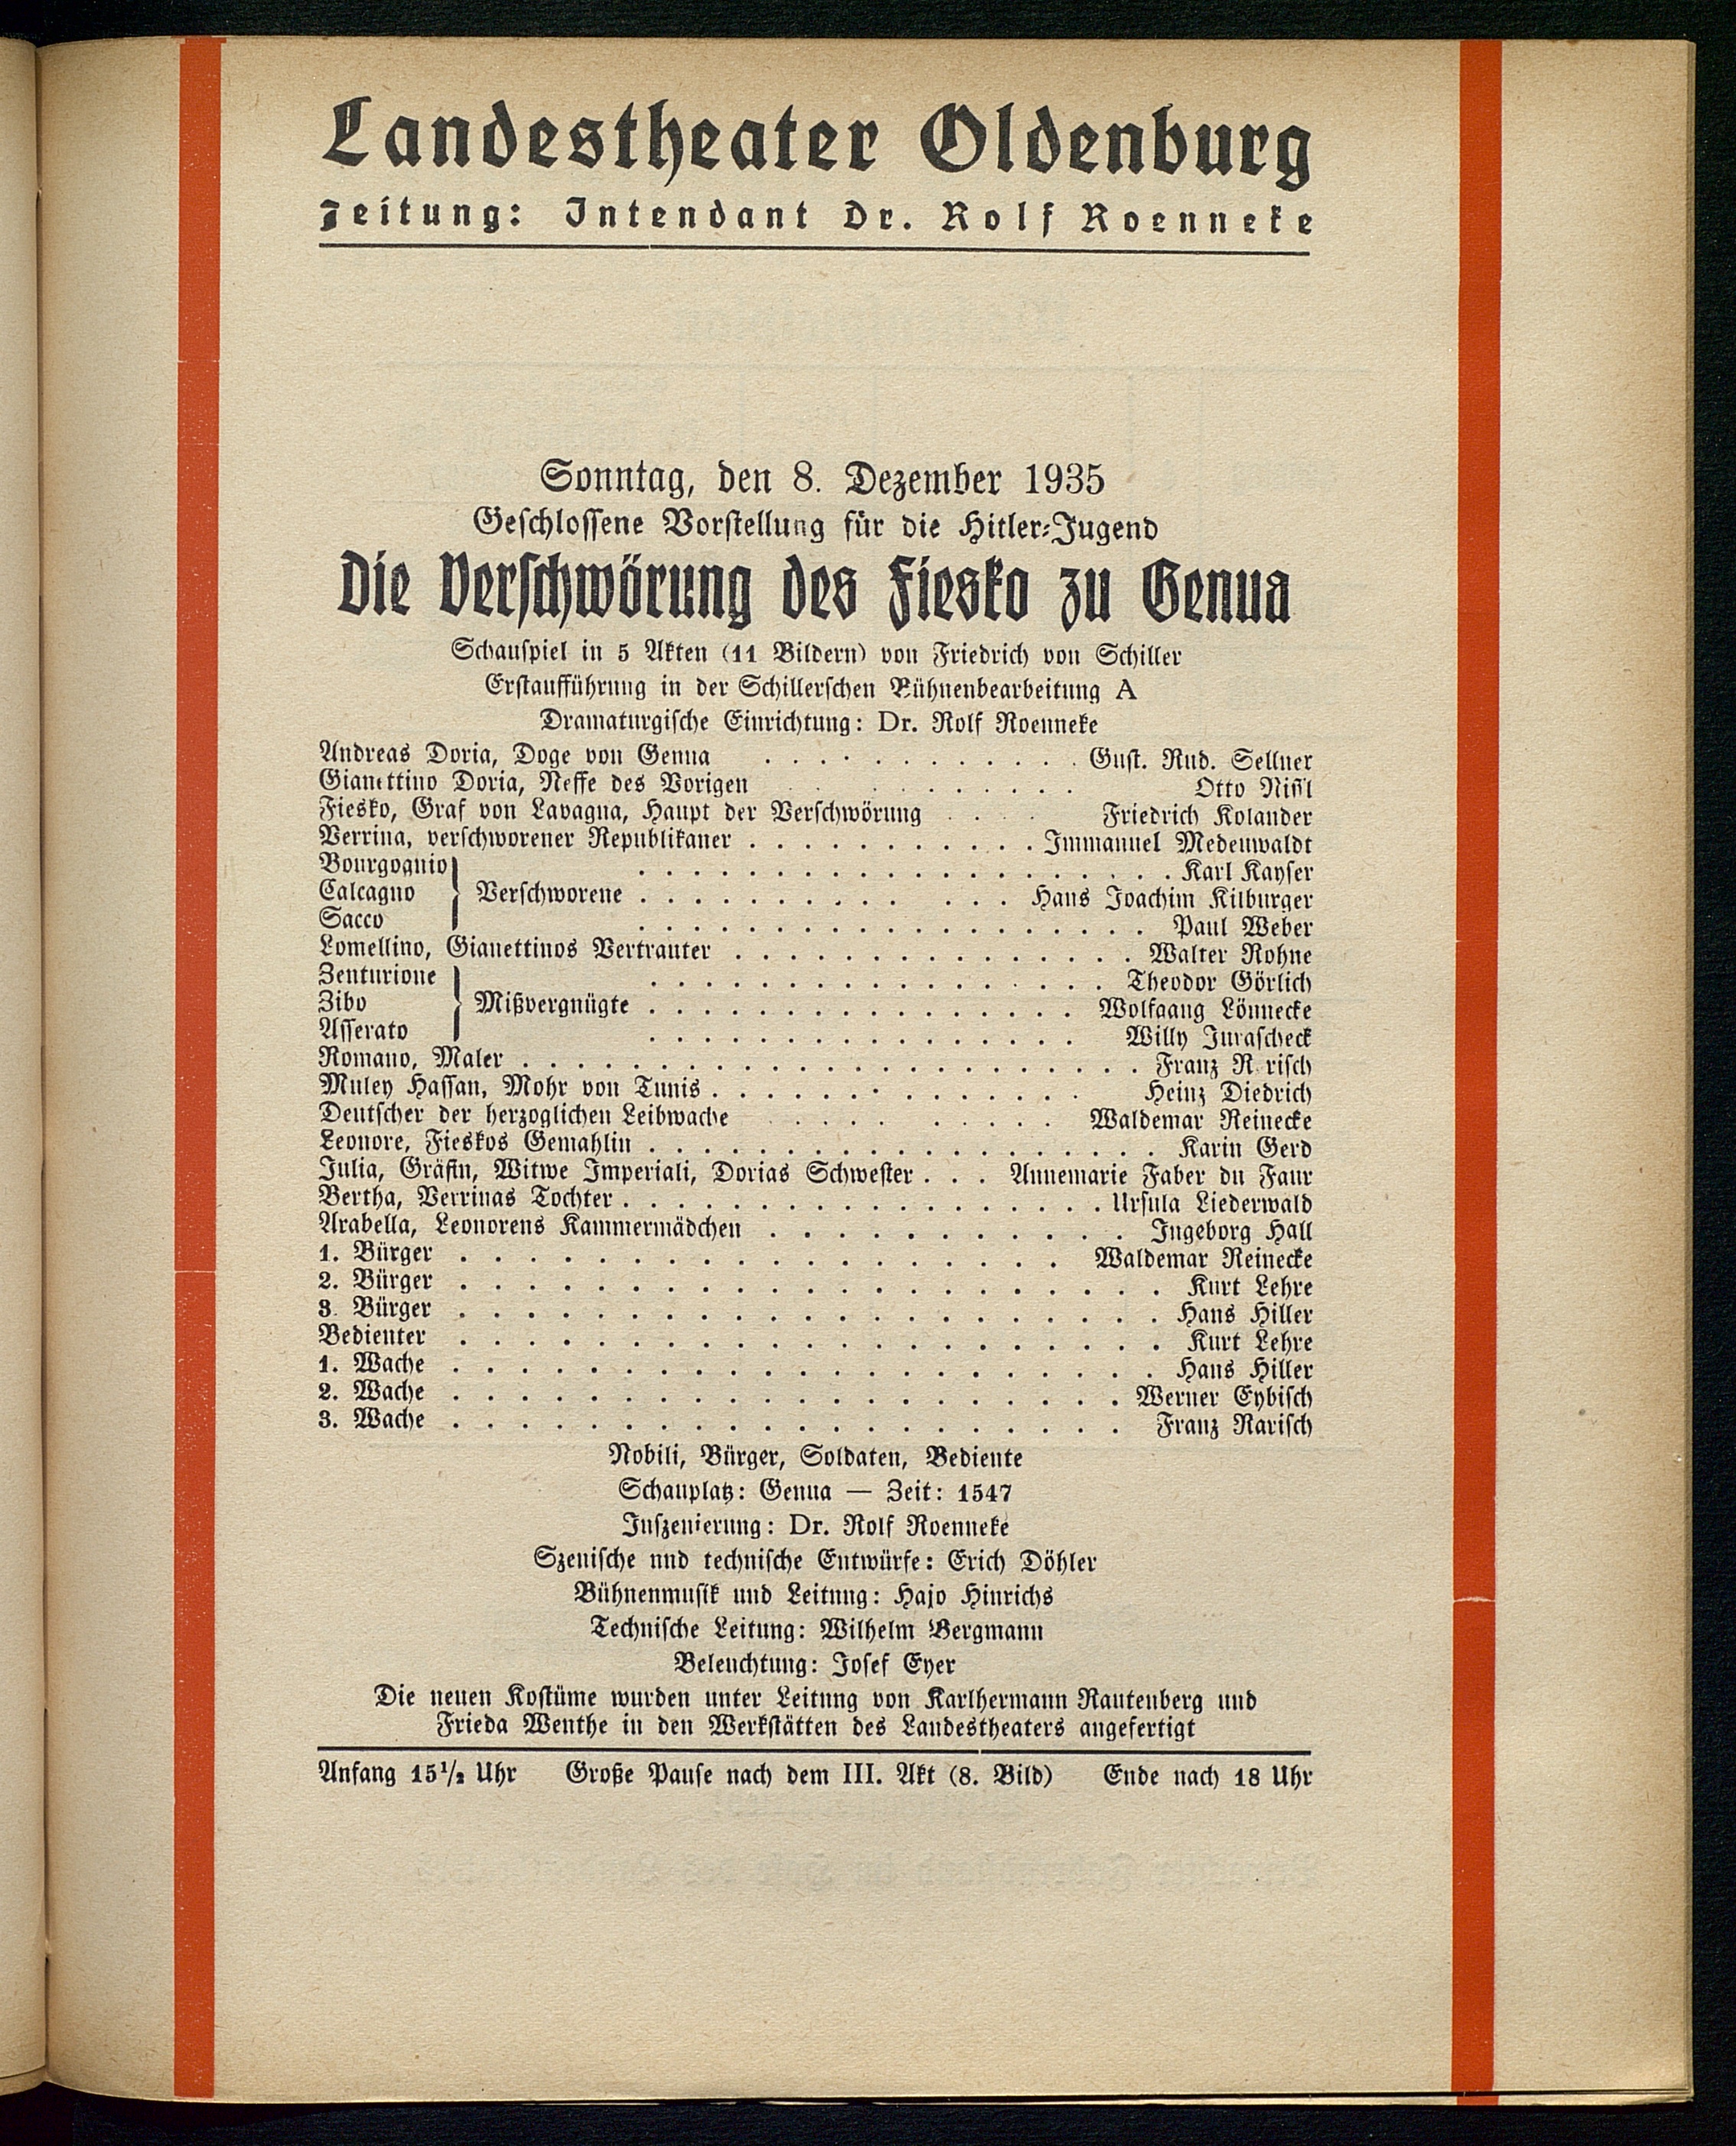 Landestheater Oldenburg
Leitung: Intendant Dr. Rolf Roenneke
Sonntag, den 8. Dezember 1935
Geschlossene Vorstellung für die Hitler-Jugend
Die Verschwörung des Fiesko zu Genua
Schauspiel in 5 Akten (11 Bildern) von Friedrich von Schiller
Erstaufführung in der Schillerschen Bühnenbearbeitung A
Dramaturgische Einrichtung: Dr. Rolf Roenneke
Andreas Doria, Doge von Genua . . . . . . . . . . . . Gust. Rud. Sellner
Gianettino Doria, Neffe des Vorigen . . . . . . . . . Otto Nißl
Fiesko, Graf von Lavagna, Haupt der Verschwörung . . . . Friedrich Kolander
Verrina, verschworener Republikaner . . . . . . . . . . . Immanuel Medenwaldt
Bourgognio . . . . . . . . . . . . . . . . . . . . Karl Kayser
Calcagno } Verschworene . . . . . . . . . . . . . Hans Joachim Kilburger
Sacco . . . . . . . . . . . . . . . . . . . Paul Weber
Lomellino, Gianettinos Vertrauter . . . . . . . . . . . . . . . Walter Rohne
Zenturione . . . . . . . . . . . . . . . . . Theodor Görlich
Zibo } Mißvergnügte . . . . . . . . . . . . . . . . Wolfgang Lönnecke
Asserato . . . . . . . . . . . . . . . . Willy Jurascheck
Romano, Maler . . . . . . . . . . . . . . . . . . . . . . . Franz R risch
Muley Hassan, Mohr von Tunis . . . . . . . . . . . . . . Heinz Diedrich
Deutscher der herzoglichen Leibwache . . . . . . . . . . Waldemar Reinecke
Leonore, Fieskos Gemahlin . . . . . . . . . . . . . . . . . . . Karin Gerd
Julia, Gräfin, Witwe Imperiali, Dorias Schwester . . . Annemarie Faber du Faur
Bertha, Verrinas Tochter . . . . . . . . . . . . . . . . . . Ursula Liederwald
Arabella, Leonorens Kammermädchen . . . . . . . . . . . Ingeborg Hall
1. Bürger . . . . . . . . . . . . . . . . . . Waldemar Reinecke
2. Bürger . . . . . . . . . . . . . . . . . . . . . Kurt Lehre
3. Bürger . . . . . . . . . . . . . . . . . . . . . Hans Hiller
Bedienter . . . . . . . . . . . . . . . . . . . . . Kurt Lehre
1. Wache . . . . . . . . . . . . . . . . . . . . . Hans Hiller
2. Wache . . . . . . . . . . . . . . . . . . . . Werner Eybisch
3. Wache . . . . . . . . . . . . . . . . . . . . Franz Rarisch
Nobili, Bürger, Soldaten, Bediente
Schauplatz: Genua — Zeit: 1547
Inszenierung: Dr. Rolf Roenneke
Szenische und technische Entwürfe: Erich Döhler
Bühnenmusik und Leitung: Hajo Hinrichs
Technische Leitung: Wilhelm Bergmann
Beleuchtung: Josef Eyer
Die neuen Kostüme wurden unter Leitung von Karlhermann Rautenberg und
Frieda Wenthe in den Werkstätten des Landestheaters angefertigt
Anfang 15½ Uhr Große Pause nach dem III. Akt (8. Bild) Ende nach 18 Uhr